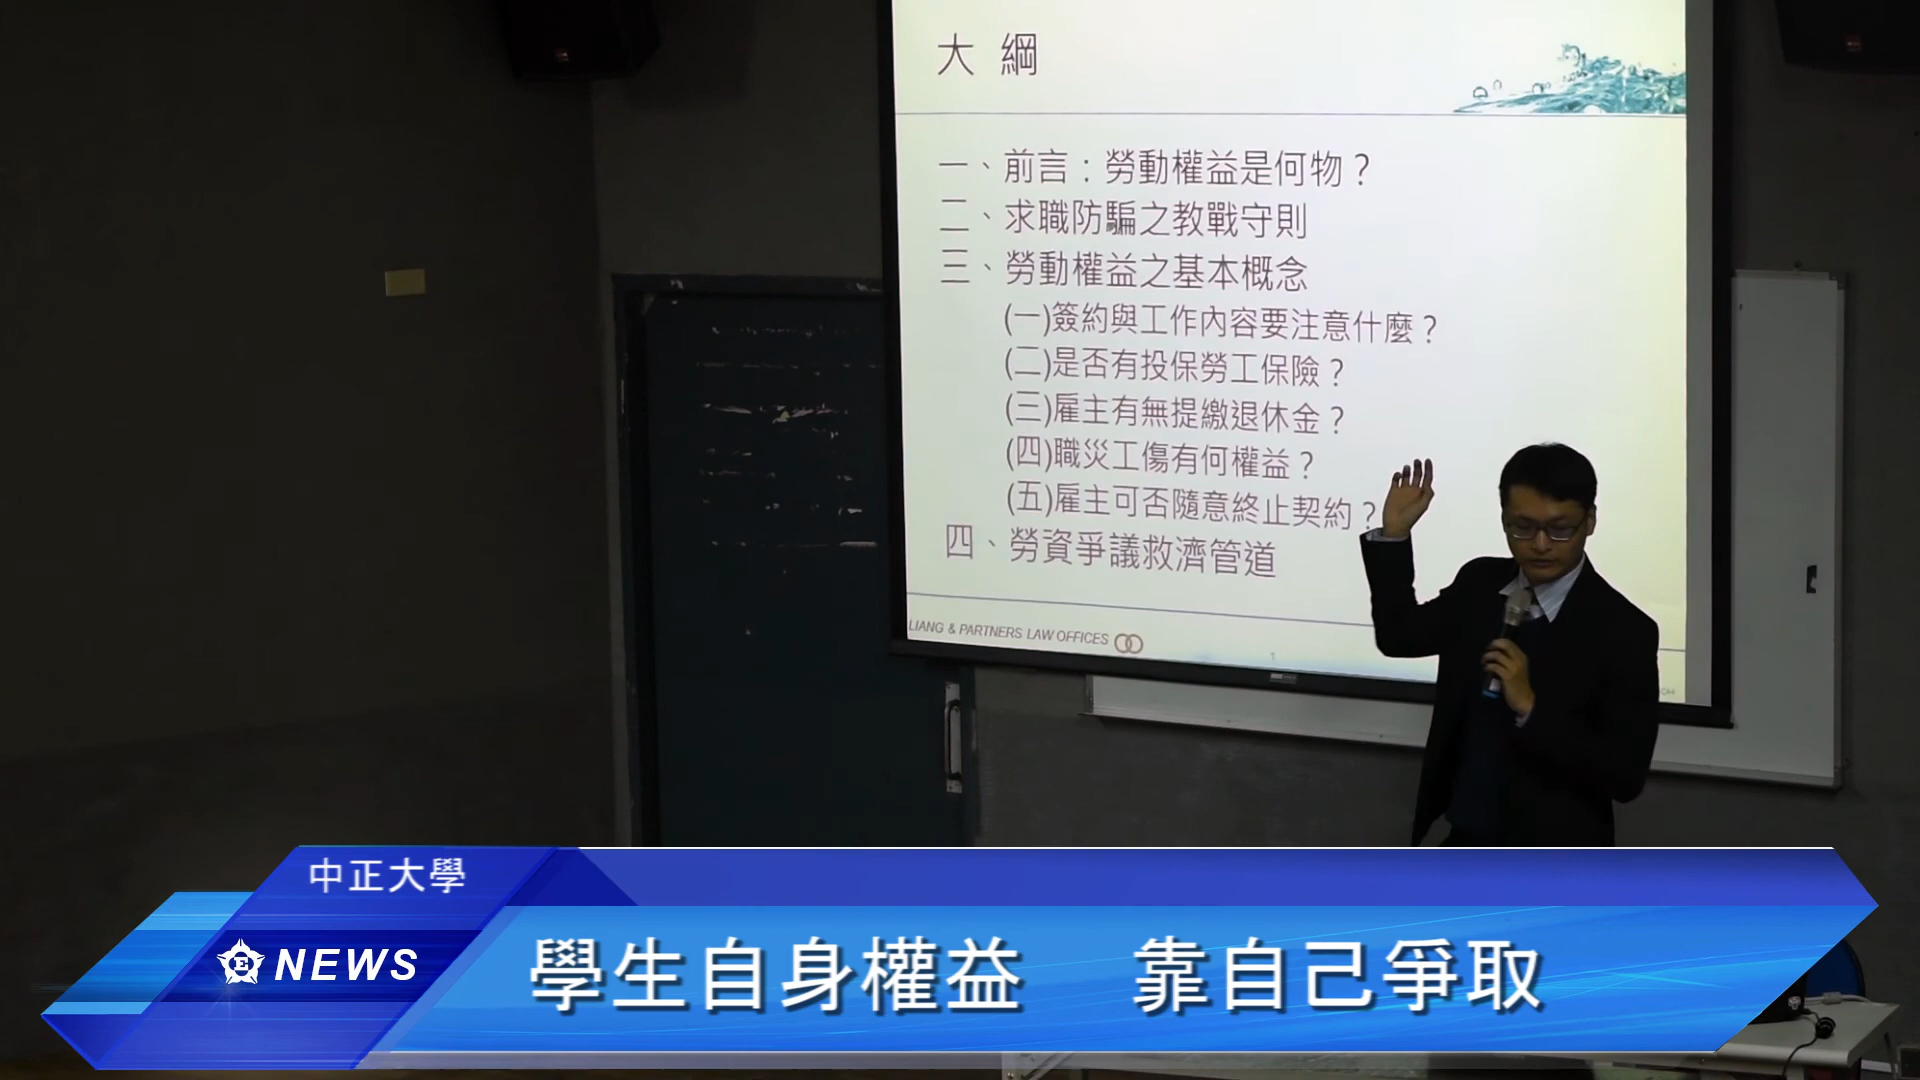 大 綱
一、前言：勞動權益是何物？
二、求職防騙之教戰守則
三、勞動權益之基本概念
(一)簽約與工作內容要注意什麼？
(二)是否有投保勞工保險？
(三)雇主有無提繳退休金？
(四)職災工傷有何權益？
(五)雇主可否隨意終止契約？
四、勞資爭議救濟管道
LIANG & PARTNERS LAW OFFICES
1
中正大學
E NEWS
學生自身權益 靠自己爭取